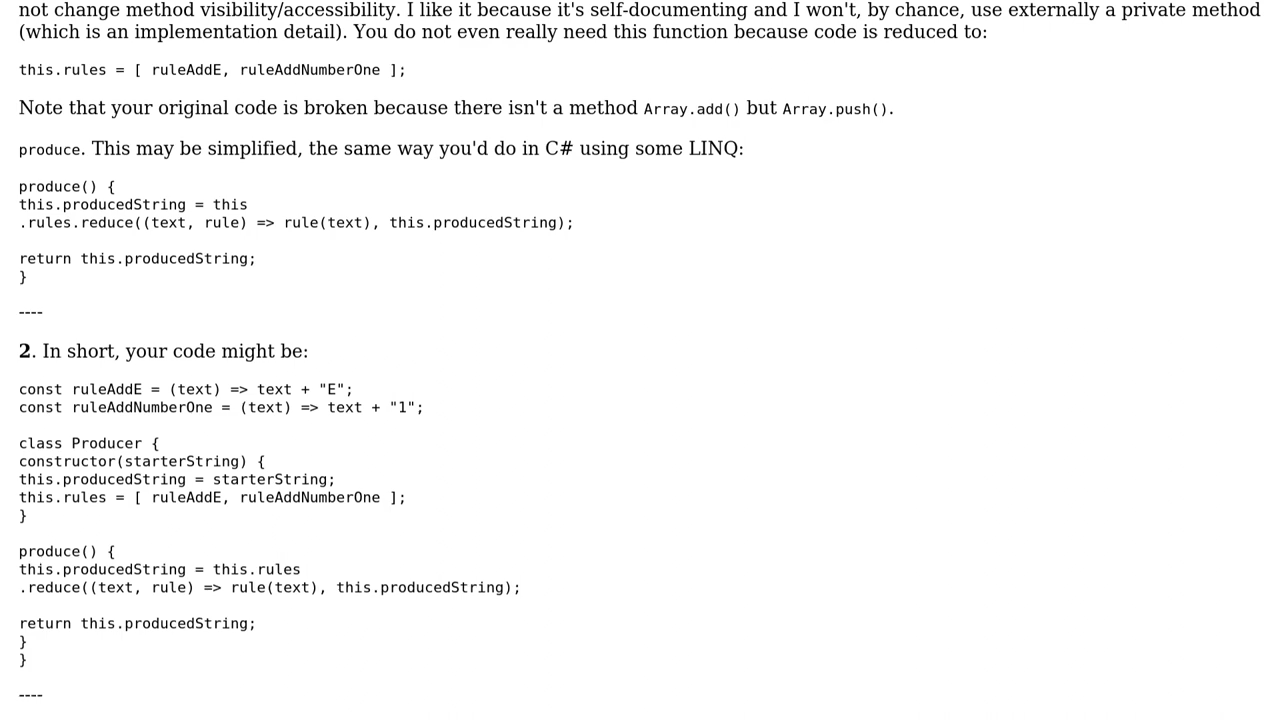 not change method visibility/accessibility. I like it because it's self-documenting and I won't, by chance, use externally a private method
(which is an implementation detail). You do not even really need this function because code is reduced to:
this.rules = [ ruleAddE, ruleAddNumberOne ];
Note that your original code is broken because there isn't a method Array.add() but Array.push().
produce. This may be simplified, the same way you'd do in C# using some LINQ:
produce() {
this.producedString = this
.rules.reduce((text, rule) => rule(text), this.producedString);
return this.producedString;
}
----
2. In short, your code might be:
const ruleAddE = (text) => text + "E";
const ruleAddNumberOne = (text) => text + "1";
class Producer {
constructor(starterString) {
this.producedString = starterString;
this.rules = [ ruleAddE, ruleAddNumberOne ];
}
produce() {
this.producedString = this.rules
.reduce((text, rule) => rule(text), this.producedString);
return this.producedString;
}
}
----